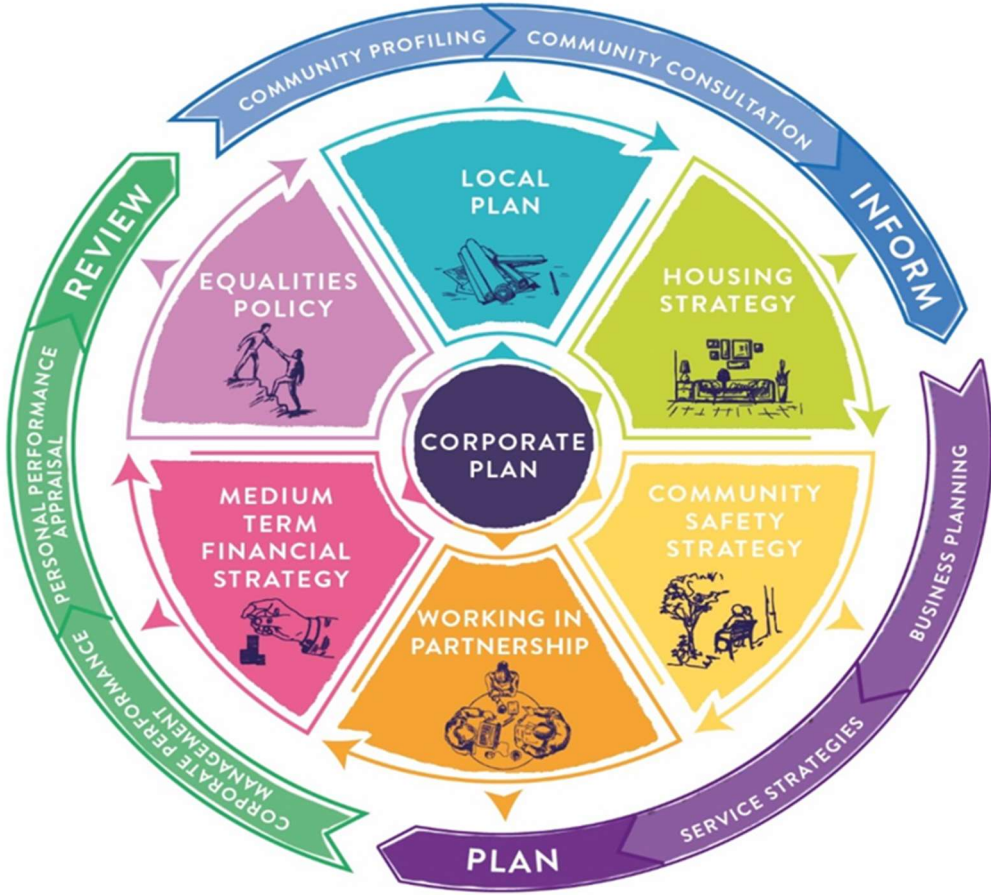 COMMUNITY PROFILING
COMMUNITY CONSULTATION
INFORM
BUSINESS PLANNING
SERVICE STRATEGIES
PLAN
CORPORATE PERFORMANCE
MANAGEMENT
PERSONAL PERFORMANCE
APPRAISAL
REVIEW
LOCAL
PLAN
HOUSING
STRATEGY
COMMUNITY
SAFETY
STRATEGY
WORKING IN
PARTNERSHIP
MEDIUM
TERM
FINANCIAL
STRATEGY
EQUALITIES
POLICY
CORPORATE
PLAN